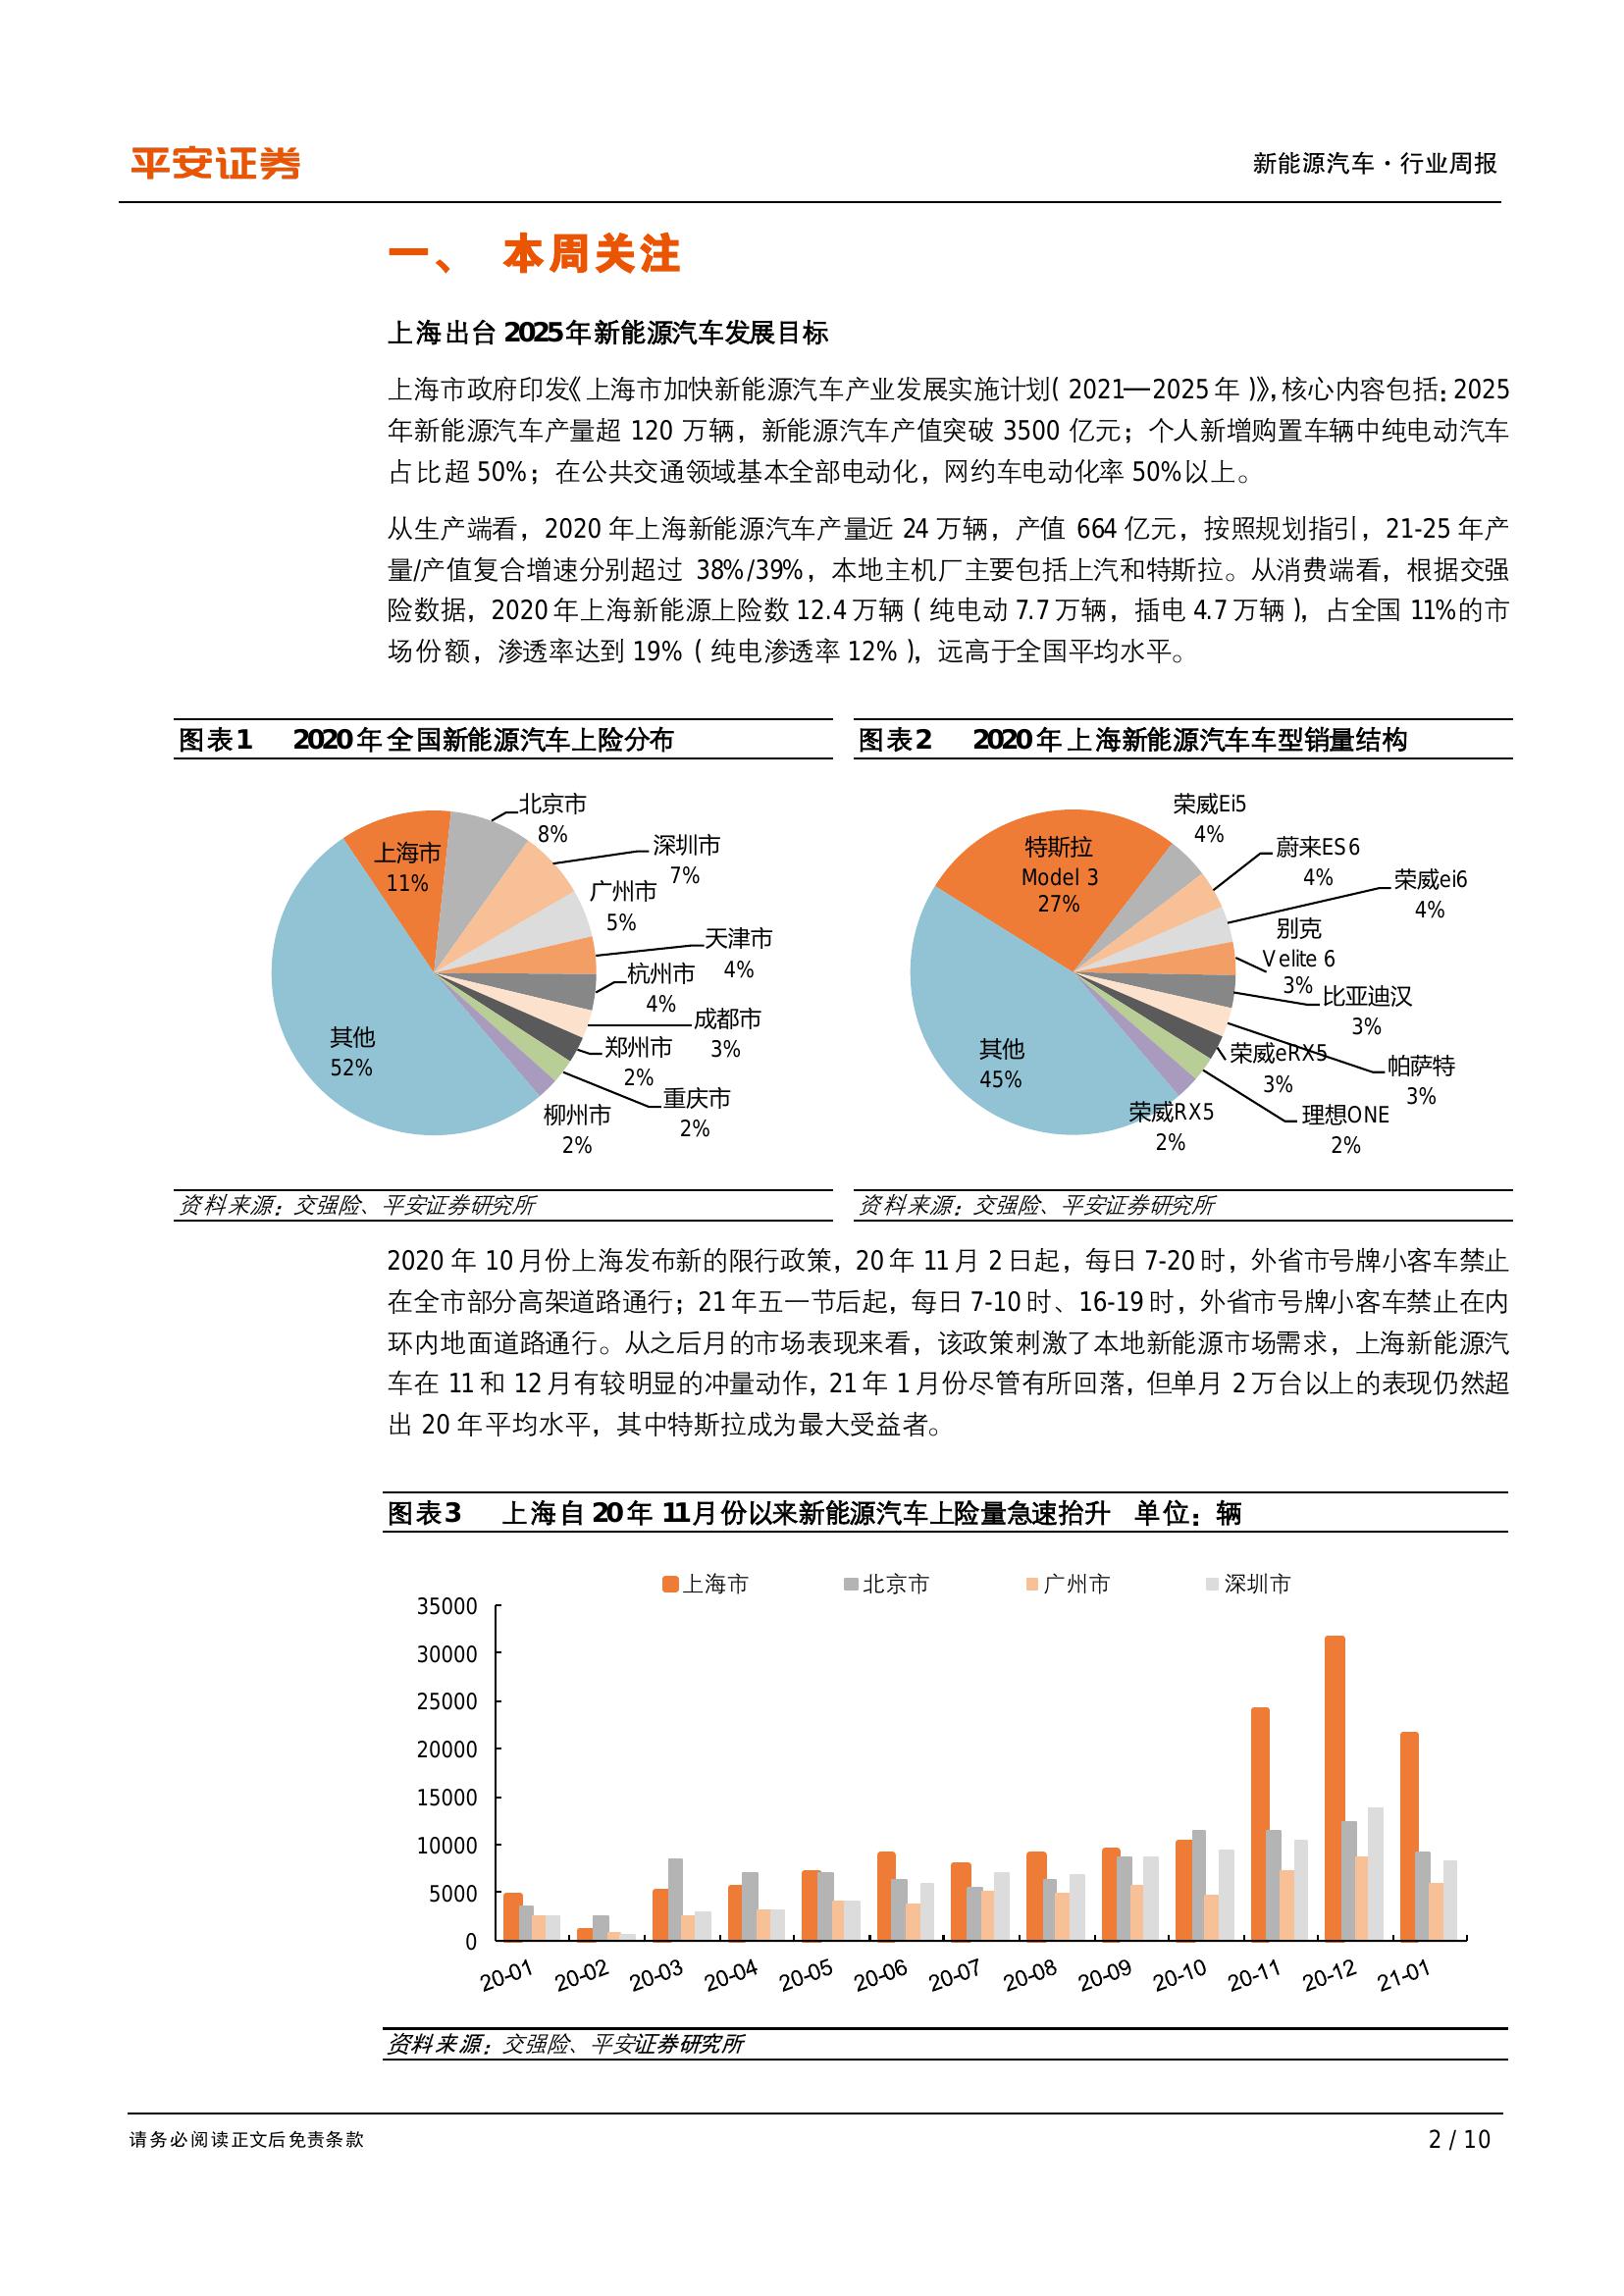 平安证券
新能源汽车·行业周报
一、 本周关注
上海出台2025年新能源汽车发展目标
上海市政府印发《上海市加快新能源汽车产业发展实施计划(2021—2025年)》，核心内容包括：2025
年新能源汽车产量超 120 万辆，新能源汽车产值突破 3500 亿元；个人新增购置车辆中纯电动汽车
占比超 50%；在公共交通领域基本全部电动化，网约车电动化率 50%以上。
从生产端看，2020 年上海新能源汽车产量近 24 万辆，产值 664 亿元，按照规划指引，21-25 年产
量/产值复合增速分别超过 38%/39%，本地主机厂主要包括上汽和特斯拉。从消费端看，根据交强
险数据，2020 年上海新能源上险数 12.4 万辆（纯电动 7.7 万辆，插电 4.7 万辆），占全国 11%的市
场份额，渗透率达到 19%（纯电渗透率 12%），远高于全国平均水平。
图表1 2020年全国新能源汽车上险分布
北京市
8%
上海市
11%
深圳市
7%
广州市
5%
天津市
4%
杭州市
4%
成都市
3%
郑州市
2%
重庆市
2%
柳州市
2%
其他
52%
资料来源：交强险、平安证券研究所
图表2 2020年上海新能源汽车车型销量结构
荣威Ei5
4%
特斯拉
Model 3
27%
蔚来ES6
4%
荣威ei6
4%
别克
Velite 6
3%
比亚迪汉
3%
帕萨特
3%
荣威eRX5
3%
理想ONE
2%
荣威RX5
2%
其他
45%
资料来源：交强险、平安证券研究所
2020 年 10 月份上海发布新的限行政策，20 年 11 月 2 日起，每日 7-20 时，外省市号牌小客车禁止
在全市部分高架道路通行；21 年五一节后起，每日 7-10 时、16-19 时，外省市号牌小客车禁止在内
环内地面道路通行。从之后月的市场表现来看，该政策刺激了本地新能源市场需求，上海新能源汽
车在 11 和 12 月有较明显的冲量动作，21 年 1 月份尽管有所回落，但单月 2 万台以上的表现仍然超
出 20 年平均水平，其中特斯拉成为最大受益者。
图表3 上海自20年11月份以来新能源汽车上险量急速抬升 单位：辆
上海市 北京市 广州市 深圳市
35000
30000
25000
20000
15000
10000
5000
0
20-01 20-02 20-03 20-04 20-05 20-06 20-07 20-08 20-09 20-10 20-11 20-12 21-01
资料来源：交强险、平安证券研究所
请务必阅读正文后免责条款
2 / 10